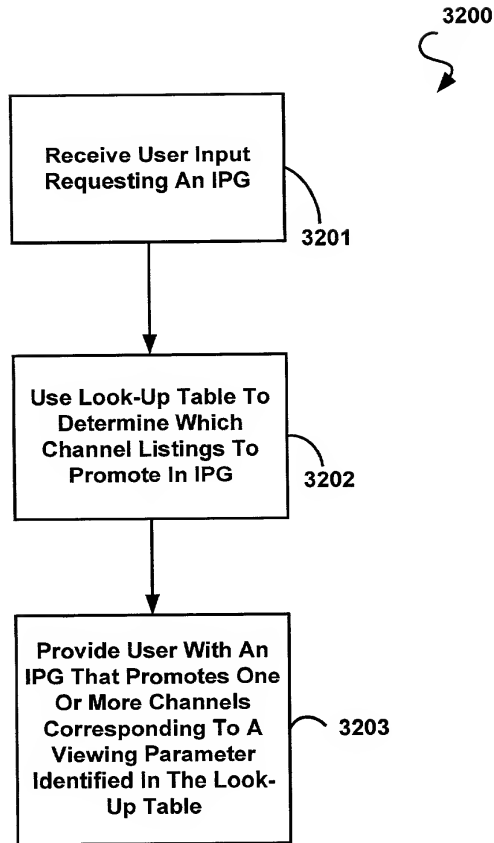 3200
Receive User Input
Requesting An IPG
3201
Use Look-Up Table To
Determine Which
Channel Listings To
Promote In IPG
3202
Provide User With An
IPG That Promotes One
Or More Channels
Corresponding To A
Viewing Parameter
Identified In The Look-
Up Table
3203